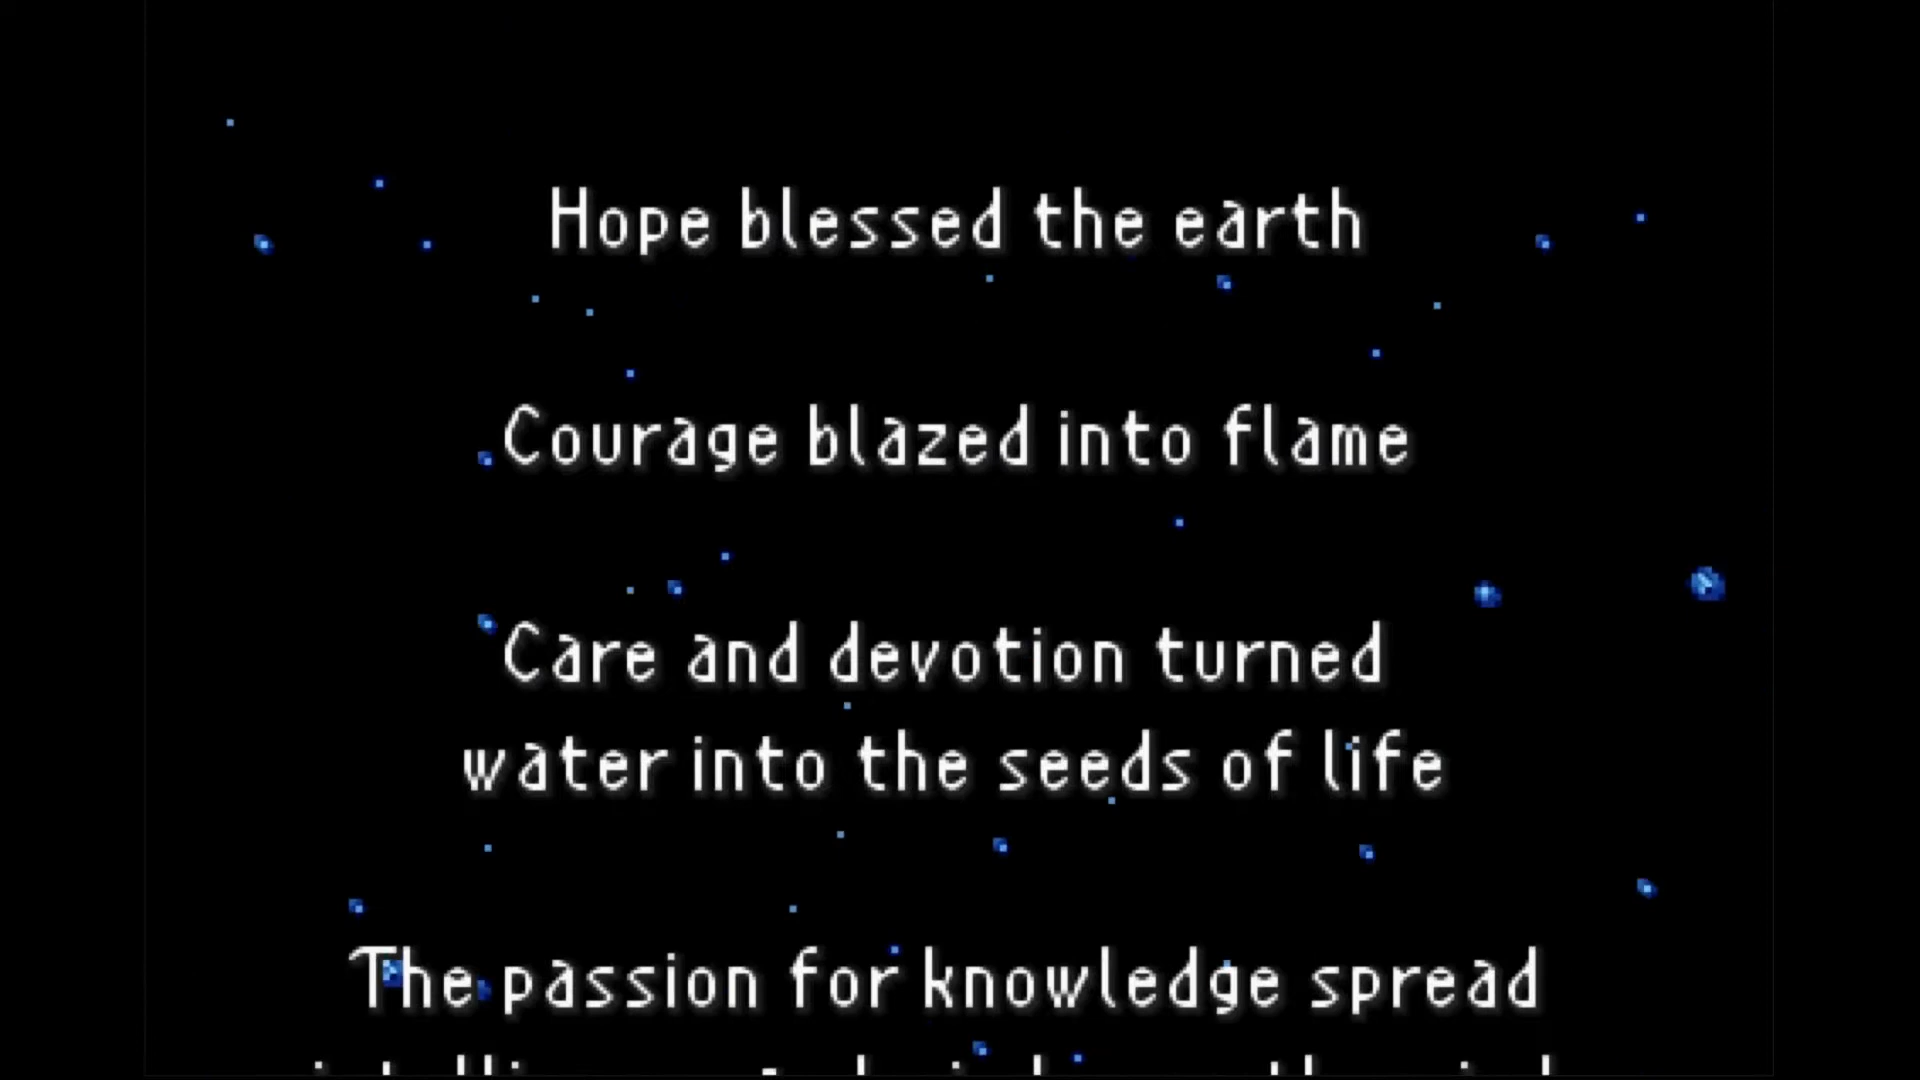 Hope blessed the earth
Courage blazed into flame
Care and devotion turned
water into the seeds of life
The passion for knowledge spread